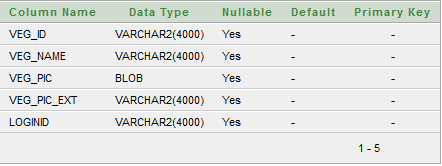 Column Name Data Type Nullable Default Primary Key
VEG_ID VARCHAR2(4000) Yes - -
VEG_NAME VARCHAR2(4000) Yes - -
VEG_PIC BLOB Yes - -
VEG_PIC_EXT VARCHAR2(4000) Yes - -
LOGINID VARCHAR2(4000) Yes - -
1 - 5